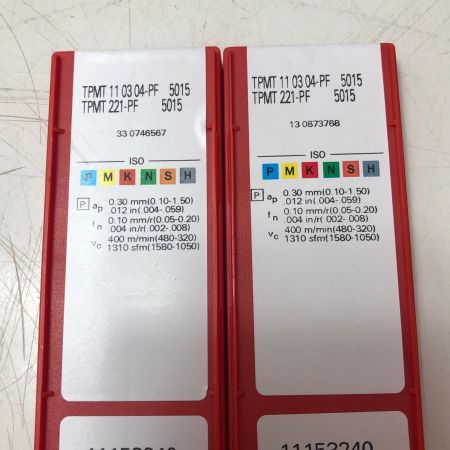 TPMT 11 03 04-PF 5015
TPMT 221-PF 5015
33 0746567
ISO
P M K N S H
P ap 0.30 mm(0.10-1.50)
.012 in(.004-.059)
fn 0.10 mm/r(0.05-0.20)
.004 in/r(.002-.008)
vc 400 m/min(480-320)
1310 sfm(1580-1050)
11153240
TPMT 11 03 04-PF 5015
TPMT 221-PF 5015
13 0873768
ISO
P M K N S H
P ap 0.30 mm(0.10-1.50)
.012 in(.004-.059)
fn 0.10 mm/r(0.05-0.20)
.004 in/r(.002-.008)
vc 400 m/min(480-320)
1310 sfm(1580-1050)
11153240